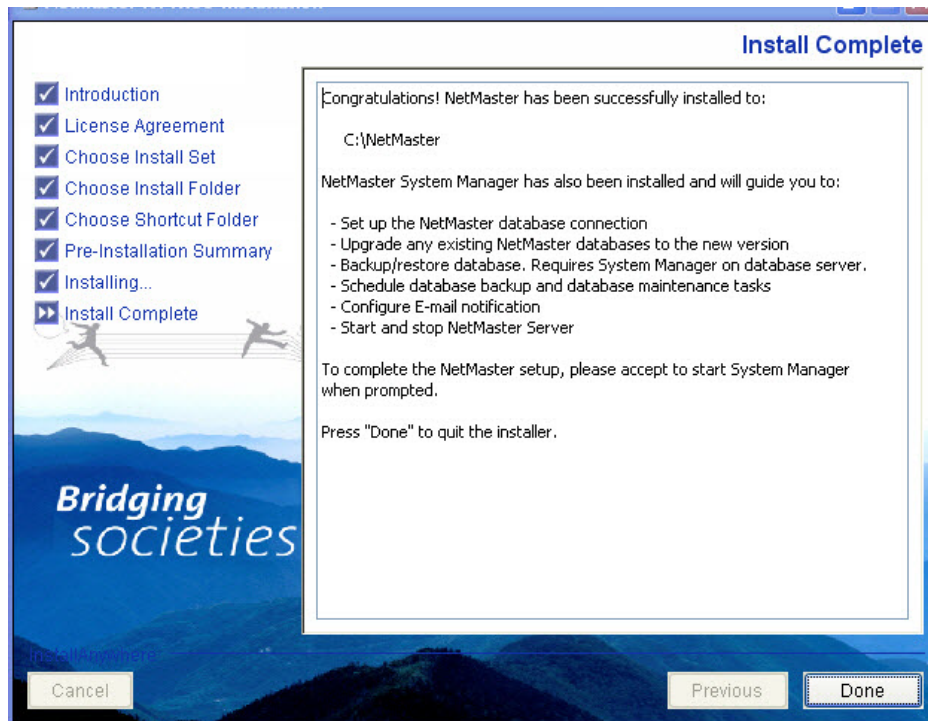 Install Complete
Introduction
License Agreement
Choose Install Set
Choose Install Folder
Choose Shortcut Folder
Pre-Installation Summary
Installing...
Install Complete
Congratulations! NetMaster has been successfully installed to:
C:\NetMaster
NetMaster System Manager has also been installed and will guide you to:
- Set up the NetMaster database connection
- Upgrade any existing NetMaster databases to the new version
- Backup/restore database. Requires System Manager on database server.
- Schedule database backup and database maintenance tasks
- Configure E-mail notification
- Start and stop NetMaster Server
To complete the NetMaster setup, please accept to start System Manager
when prompted.
Press "Done" to quit the installer.
Bridging
societies
InstallAnywhere
Cancel
Previous
Done